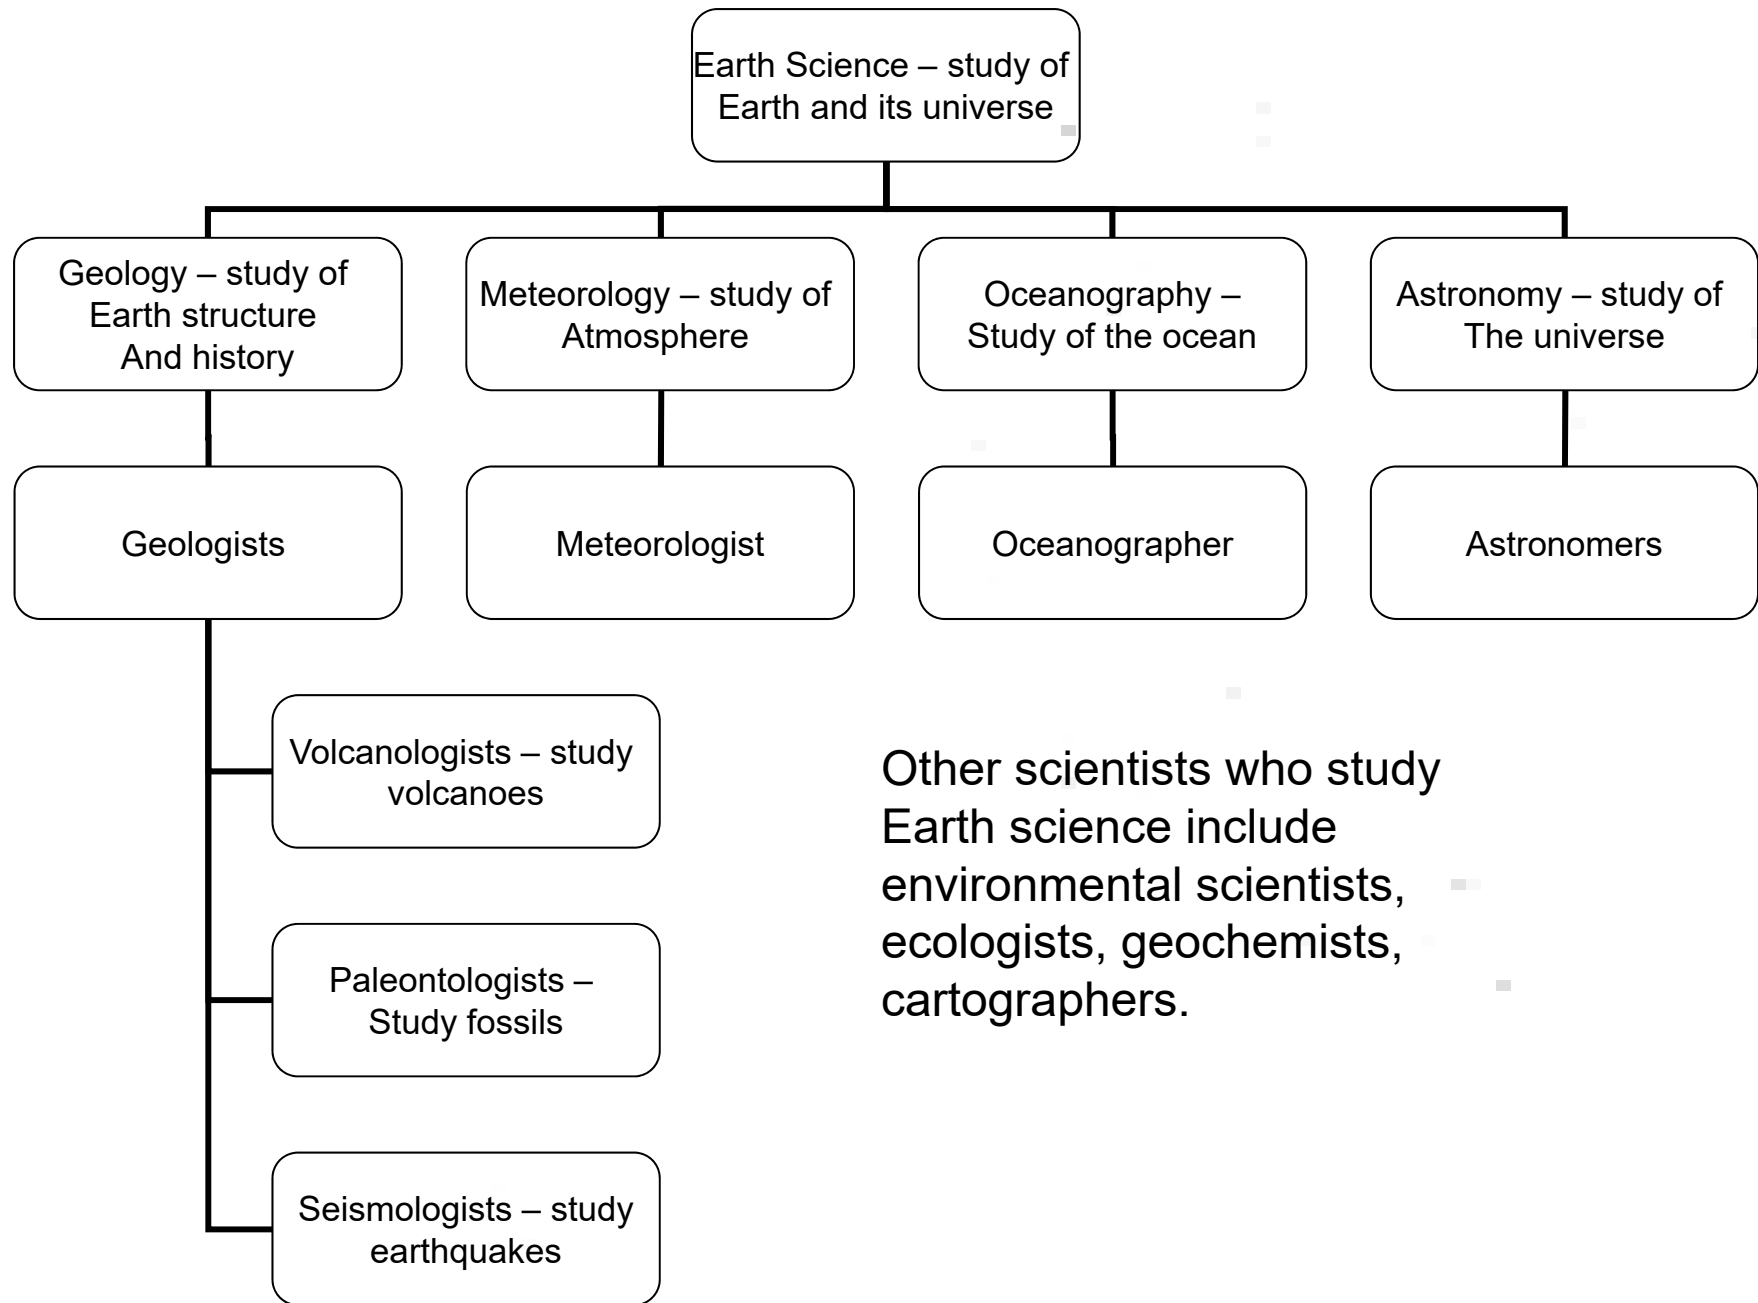 Earth Science – study of
Earth and its universe
Geology – study of
Earth structure
And history
Meteorology – study of
Atmosphere
Oceanography –
Study of the ocean
Astronomy – study of
The universe
Geologists
Meteorologist
Oceanographer
Astronomers
Volcanologists – study
volcanoes
Paleontologists –
Study fossils
Seismologists – study
earthquakes
Other scientists who study
Earth science include
environmental scientists,
ecologists, geochemists,
cartographers.